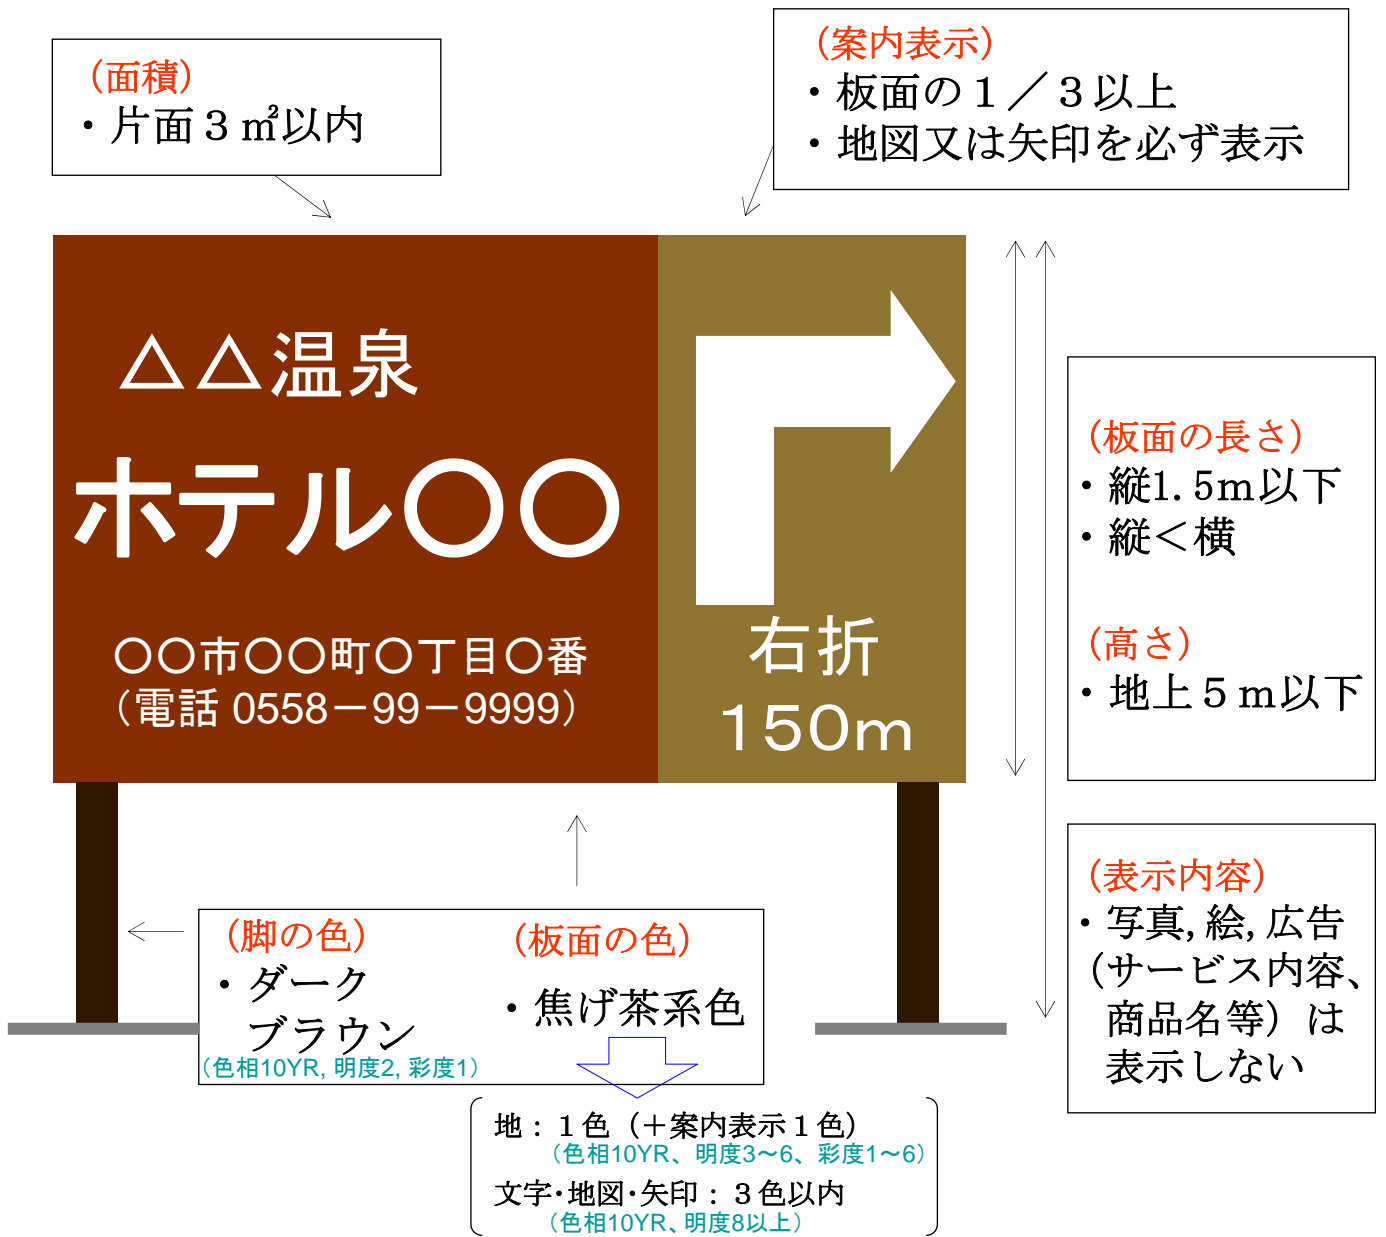 （面積）
・片面３㎡以内
（案内表示）
・板面の１／３以上
・地図又は矢印を必ず表示
△△温泉
ホテル〇〇
〇〇市〇〇町〇丁目〇番
（電話 0558－99－9999）
右折
150m
（板面の長さ）
・縦1.5m以下
・縦＜横
（高さ）
・地上５ｍ以下
（表示内容）
・写真,絵,広告
（サービス内容、
商品名等）は
表示しない
（脚の色）
・ダーク
ブラウン
（色相10YR, 明度2, 彩度1）
（板面の色）
・焦げ茶系色
地：１色（＋案内表示１色）
（色相10YR、明度3～6、彩度1～6）
文字・地図・矢印：３色以内
（色相10YR、明度8以上）